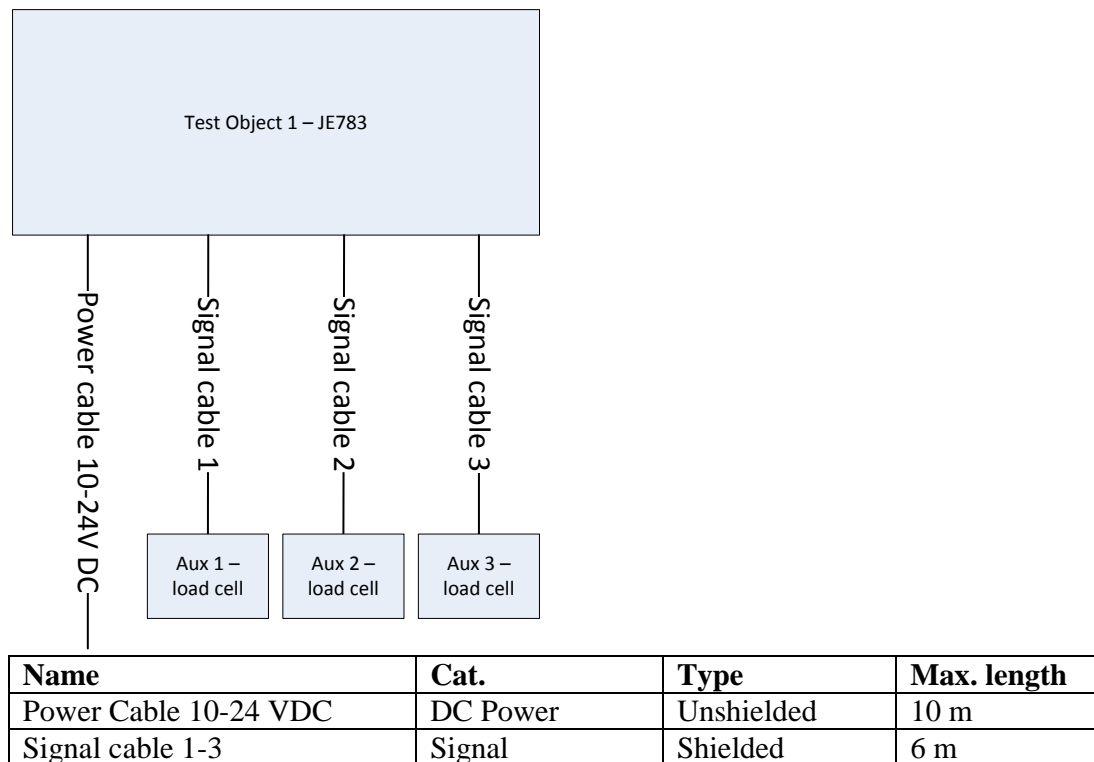 Test Object 1 – JE783
Power cable 10-24V DC
Signal cable 1
Signal cable 2
Signal cable 3
Aux 1 –
load cell
Aux 2 –
load cell
Aux 3 –
load cell
Name Cat. Type Max. length
Power Cable 10-24 VDC DC Power Unshielded 10 m
Signal cable 1-3 Signal Shielded 6 m